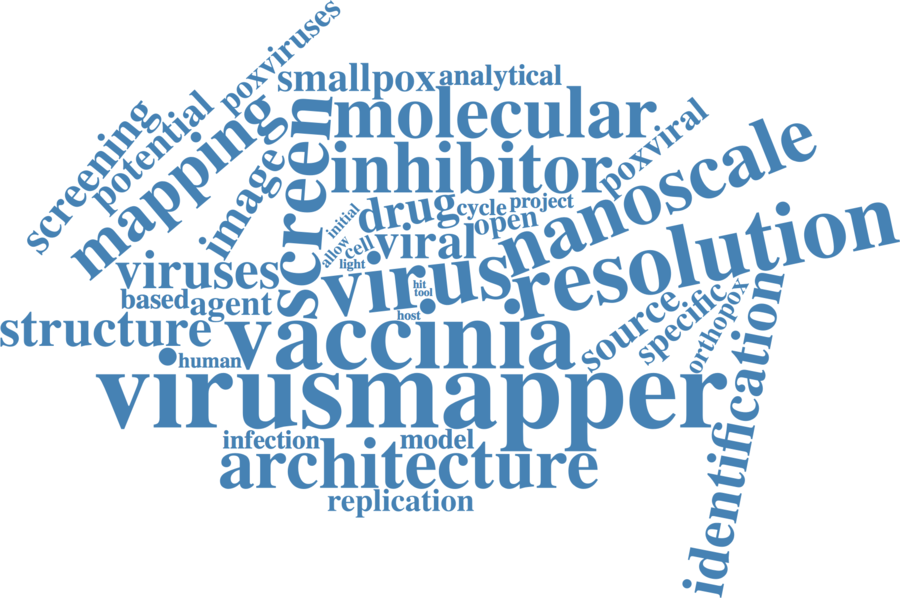 poxviruses
smallpox
analytical
screening
potential
mapping
image
screen
molecular
inhibitor
poxviral
nanoscale
initial
drug
cycle
project
open
allow
cell
light
viral
viruses
virus
hit
tool
resolution
based
agent
host
structure
vaccinia
source
specific
orthopox
human
identification
virusmapper
infection
model
architecture
replication